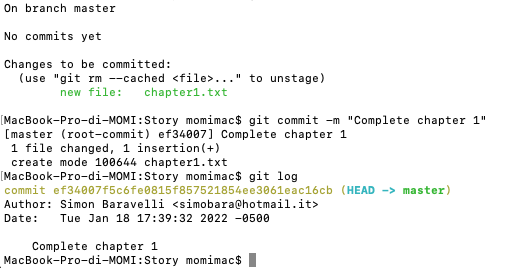 On branch master
No commits yet
Changes to be committed:
(use "git rm --cached <file>..." to unstage)
new file: chapter1.txt
[MacBook-Pro-di-MOMI:Story momimac$ git commit -m "Complete chapter 1"
[master (root-commit) ef34007] Complete chapter 1
1 file changed, 1 insertion(+)
create mode 100644 chapter1.txt
[MacBook-Pro-di-MOMI:Story momimac$ git log
commit ef34007f5c6fe0815f857521854ee3061eac16cb (HEAD -> master)
Author: Simon Baravelli <simobara@hotmail.it>
Date: Tue Jan 18 17:39:32 2022 -0500
Complete chapter 1
MacBook-Pro-di-MOMI:Story momimac$